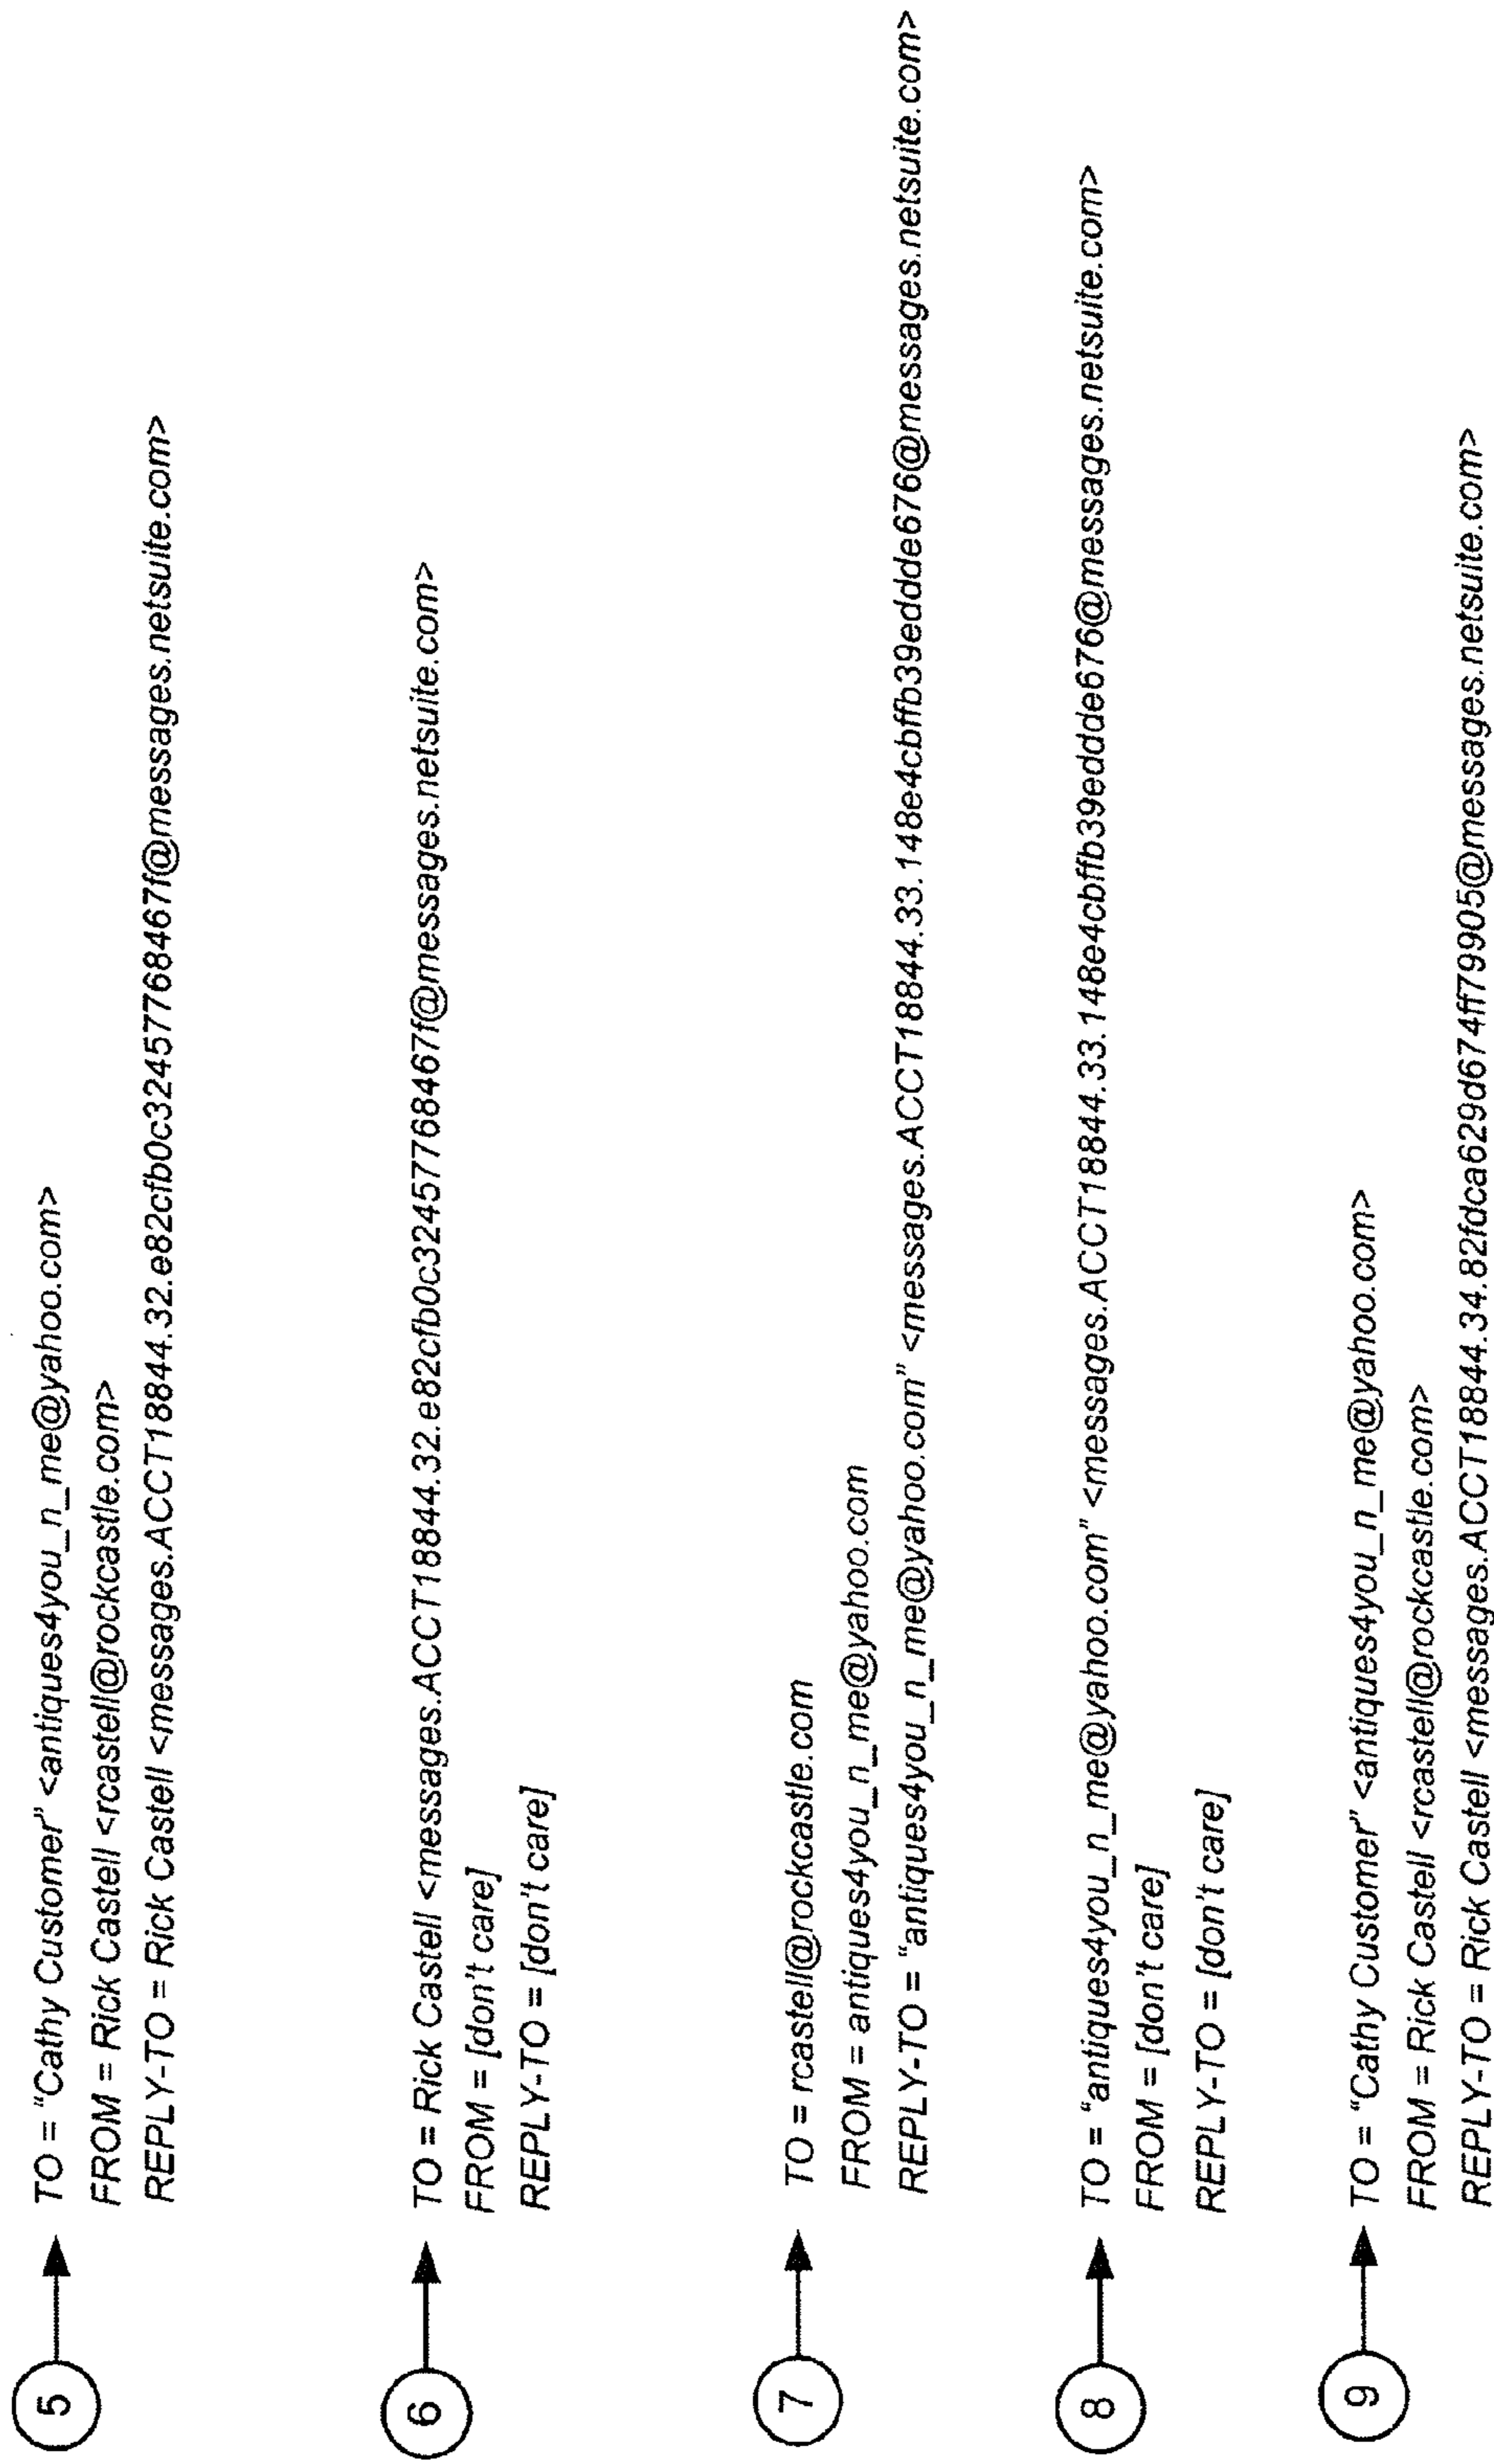 5
TO = "Cathy Customer" <antiques4you_n_me@yahoo.com>
FROM = Rick Castell <rcastell@rockcastle.com>
REPLY-TO = Rick Castell <messages.ACCT18844.32.e82cfb0c32457768467f@messages.netsuite.com>
6
TO = Rick Castell <messages.ACCT18844.32.e82cfb0c32457768467f@messages.netsuite.com>
FROM = [don't care]
REPLY-TO = [don't care]
7
TO = rcastell@rockcastle.com
FROM = antiques4you_n_me@yahoo.com
REPLY-TO = "antiques4you_n_me@yahoo.com" <messages.ACCT18844.33.148e4cbffb39eddde676@messages.netsuite.com>
8
TO = "antiques4you_n_me@yahoo.com" <messages.ACCT18844.33.148e4cbffb39eddde676@messages.netsuite.com>
FROM = [don't care]
REPLY-TO = [don't care]
9
TO = "Cathy Customer" <antiques4you_n_me@yahoo.com>
FROM = Rick Castell <rcastell@rockcastle.com>
REPLY-TO = Rick Castell <messages.ACCT18844.34.82fdca629d674ff79905@messages.netsuite.com>